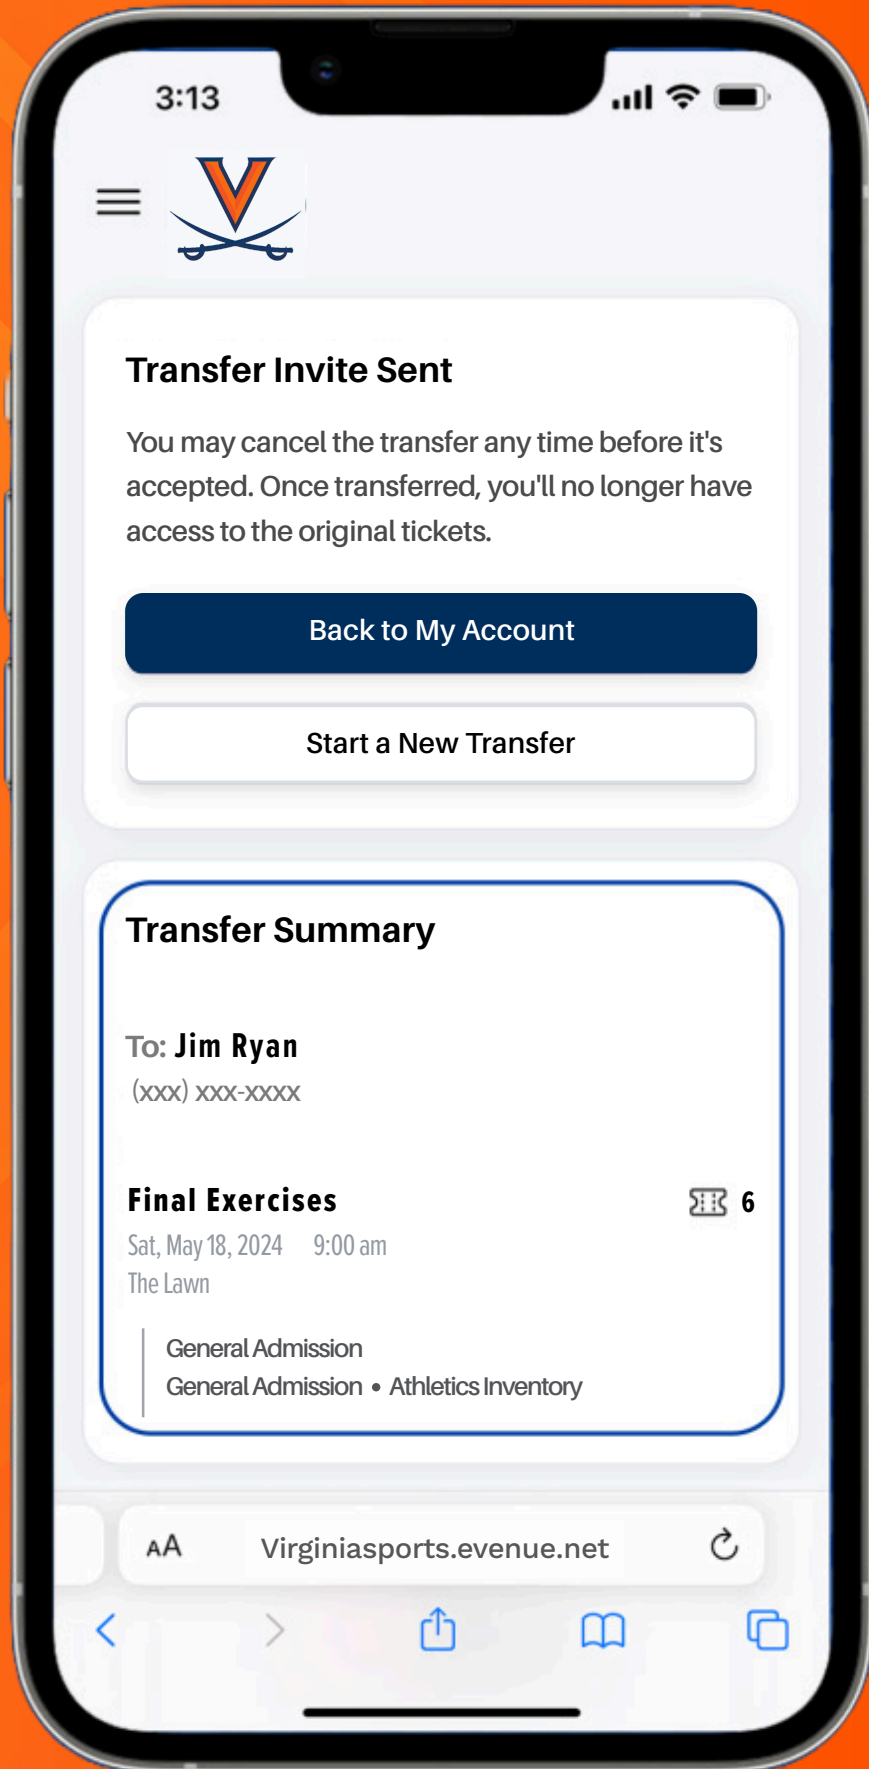 3:13
Transfer Invite Sent
You may cancel the transfer any time before it's
accepted. Once transferred, you'll no longer have
access to the original tickets.
Back to My Account
Start a New Transfer
Transfer Summary
To: Jim Ryan
(xxx) xxx-xxxx
Final Exercises 6
Sat, May 18, 2024 9:00 am
The Lawn
General Admission
General Admission • Athletics Inventory
AA Virginiasports.evenue.net